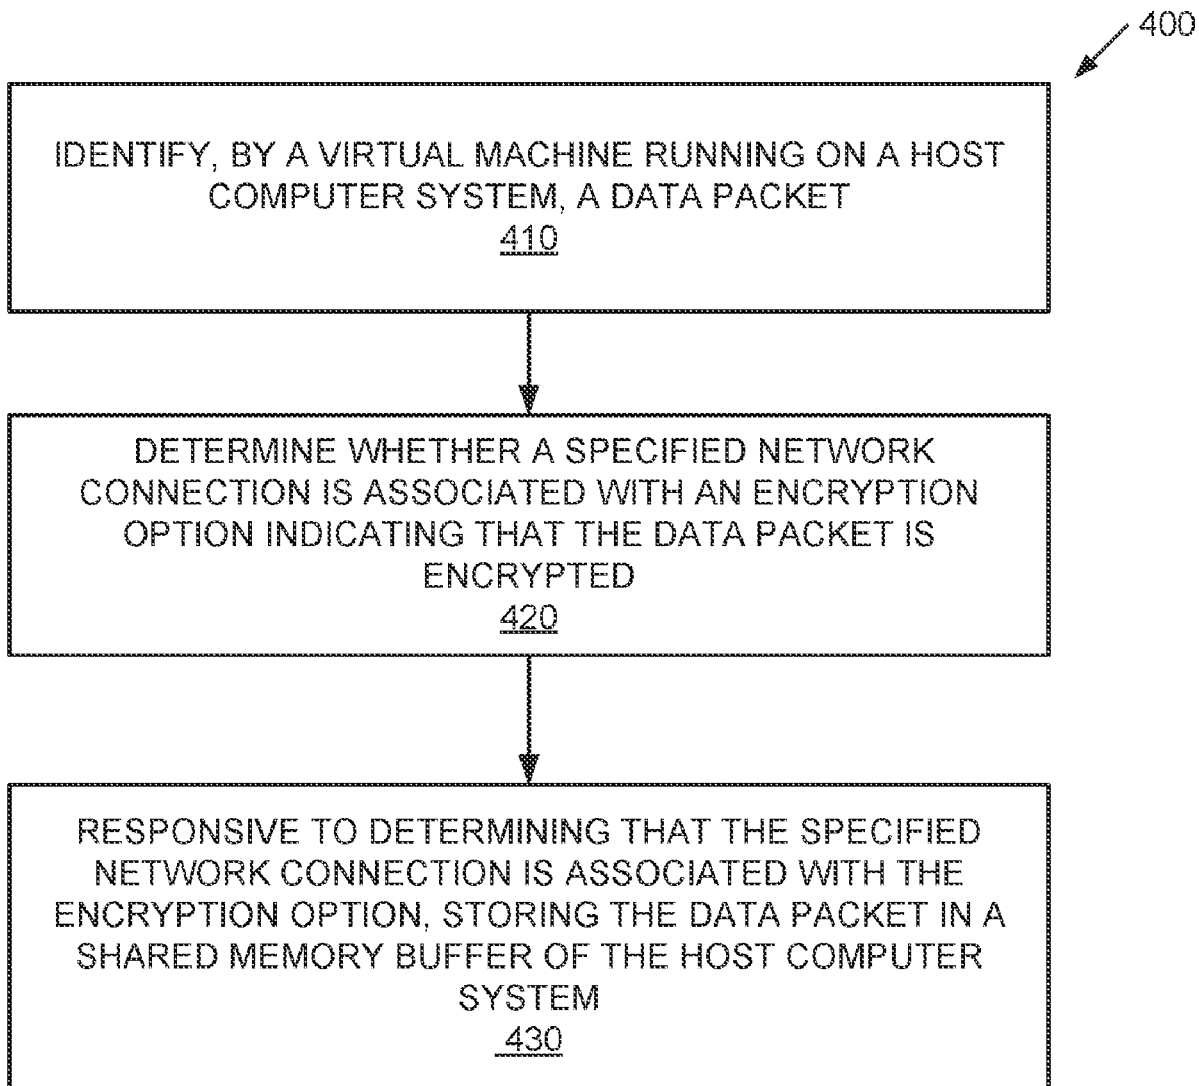 400
IDENTIFY, BY A VIRTUAL MACHINE RUNNING ON A HOST
COMPUTER SYSTEM, A DATA PACKET
410
DETERMINE WHETHER A SPECIFIED NETWORK
CONNECTION IS ASSOCIATED WITH AN ENCRYPTION
OPTION INDICATING THAT THE DATA PACKET IS
ENCRYPTED
420
RESPONSIVE TO DETERMINING THAT THE SPECIFIED
NETWORK CONNECTION IS ASSOCIATED WITH THE
ENCRYPTION OPTION, STORING THE DATA PACKET IN A
SHARED MEMORY BUFFER OF THE HOST COMPUTER
SYSTEM
430